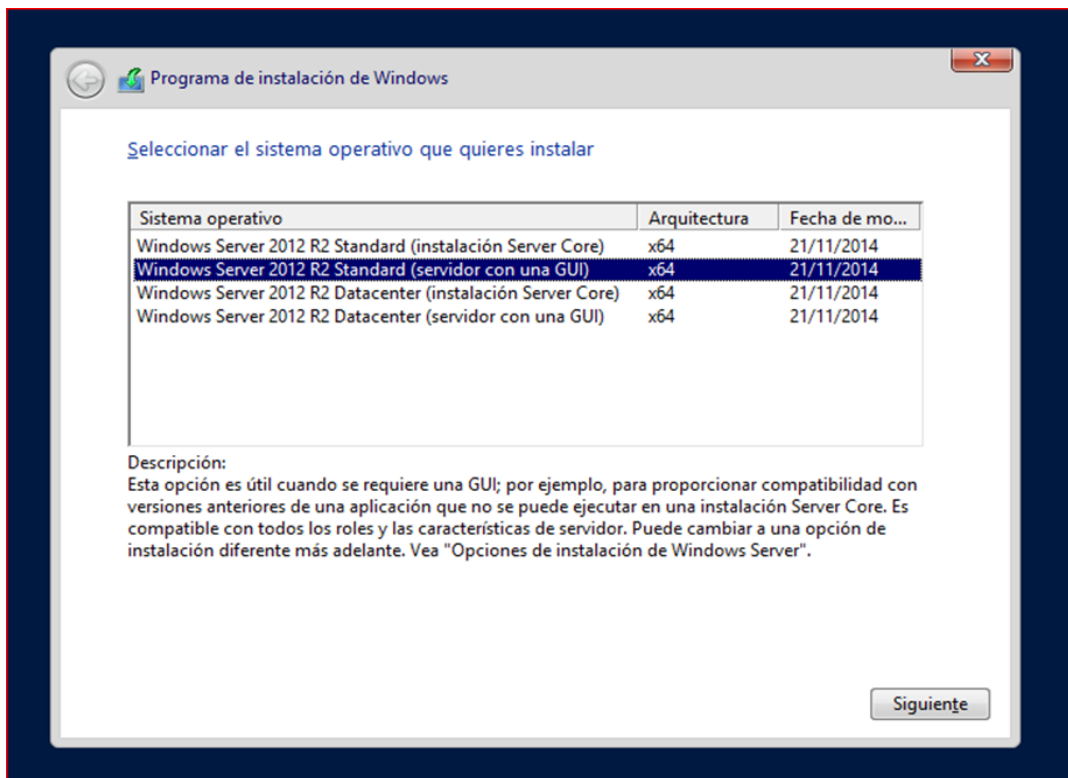 Programa de instalación de Windows
Seleccionar el sistema operativo que quieres instalar
Sistema operativo Arquitectura Fecha de mo...
Windows Server 2012 R2 Standard (instalación Server Core) x64 21/11/2014
Windows Server 2012 R2 Standard (servidor con una GUI) x64 21/11/2014
Windows Server 2012 R2 Datacenter (instalación Server Core) x64 21/11/2014
Windows Server 2012 R2 Datacenter (servidor con una GUI) x64 21/11/2014
Descripción:
Esta opción es útil cuando se requiere una GUI; por ejemplo, para proporcionar compatibilidad con
versiones anteriores de una aplicación que no se puede ejecutar en una instalación Server Core. Es
compatible con todos los roles y las características de servidor. Puede cambiar a una opción de
instalación diferente más adelante. Vea "Opciones de instalación de Windows Server".
Siguiente